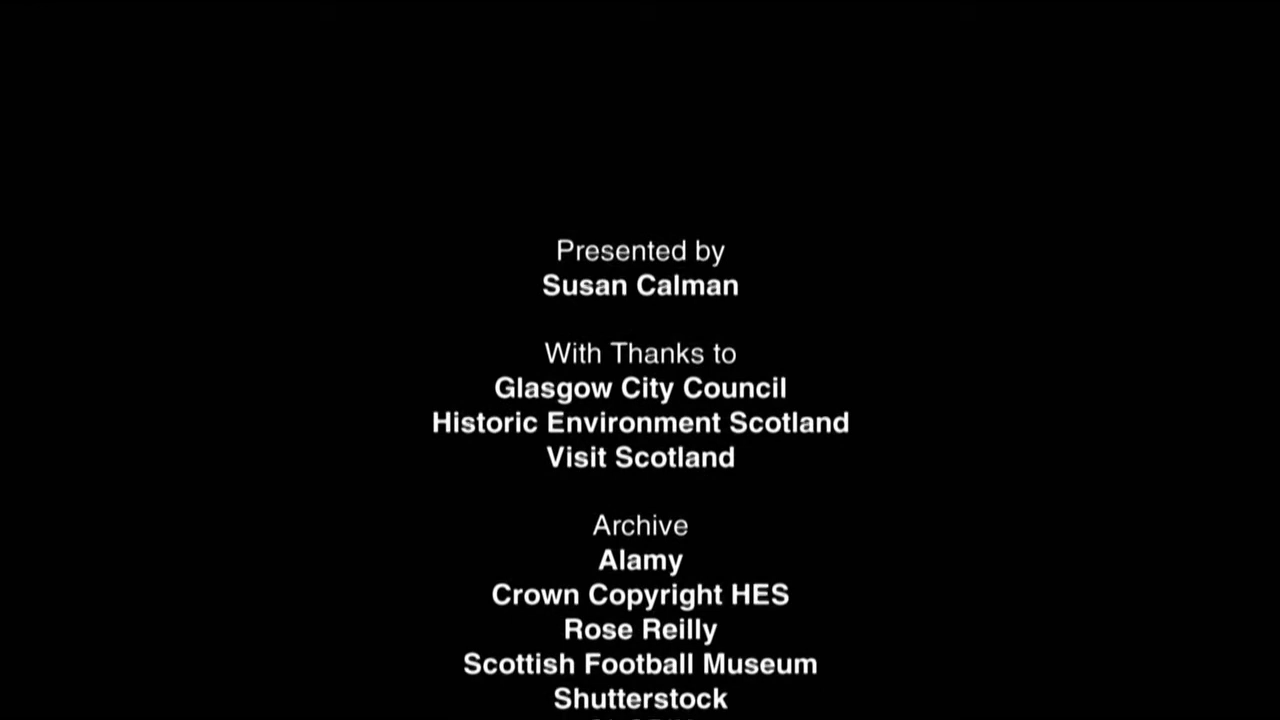 Presented by
Susan Calman
With Thanks to
Glasgow City Council
Historic Environment Scotland
Visit Scotland
Archive
Alamy
Crown Copyright HES
Rose Reilly
Scottish Football Museum
Shutterstock